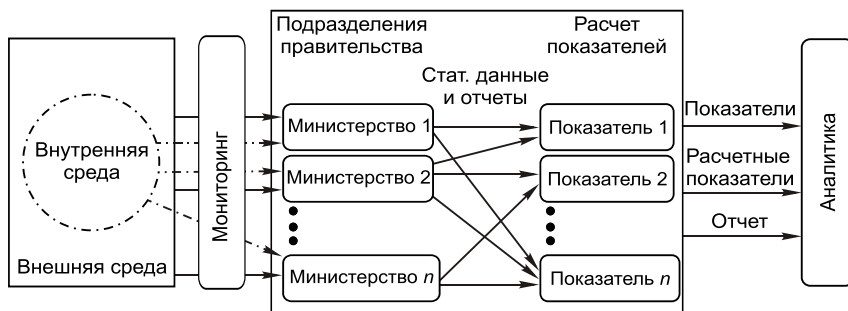 Подразделения
правительства
Расчет
показателей
Стат. данные
и отчеты
Внутренняя
среда
Внешняя среда
Мониторинг
Министерство 1
Министерство 2
Министерство n
Показатель 1
Показатель 2
Показатель n
Показатели
Расчетные
показатели
Отчет
Аналитика